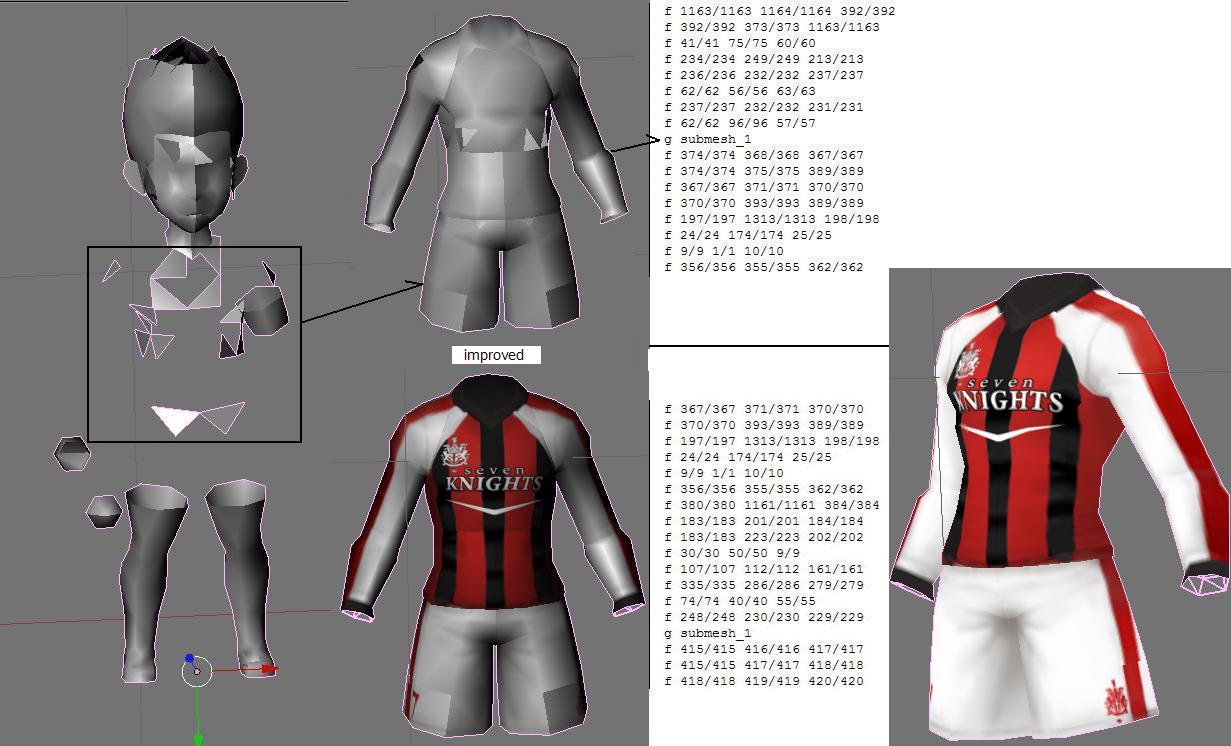 f 1163/1163 1164/1164 392/392
f 392/392 373/373 1163/1163
f 41/41 75/75 60/60
f 234/234 249/249 213/213
f 236/236 232/232 237/237
f 62/62 56/56 63/63
f 237/237 232/232 231/231
f 62/62 96/96 57/57
g submesh_1
f 374/374 368/368 367/367
f 374/374 375/375 389/389
f 367/367 371/371 370/370
f 370/370 393/393 389/389
f 197/197 1313/1313 198/198
f 24/24 174/174 25/25
f 9/9 1/1 10/10
f 356/356 355/355 362/362
improved
seven
KNIGHTS
f 367/367 371/371 370/370
f 370/370 393/393 389/389
f 197/197 1313/1313 198/198
f 24/24 174/174 25/25
f 9/9 1/1 10/10
f 356/356 355/355 362/362
f 380/380 1161/1161 384/384
f 183/183 201/201 184/184
f 183/183 223/223 202/202
f 30/30 50/50 9/9
f 107/107 112/112 161/161
f 335/335 286/286 279/279
f 74/74 40/40 55/55
f 248/248 230/230 229/229
g submesh_1
f 415/415 416/416 417/417
f 415/415 417/417 418/418
f 418/418 419/419 420/420
seven
KNIGHTS